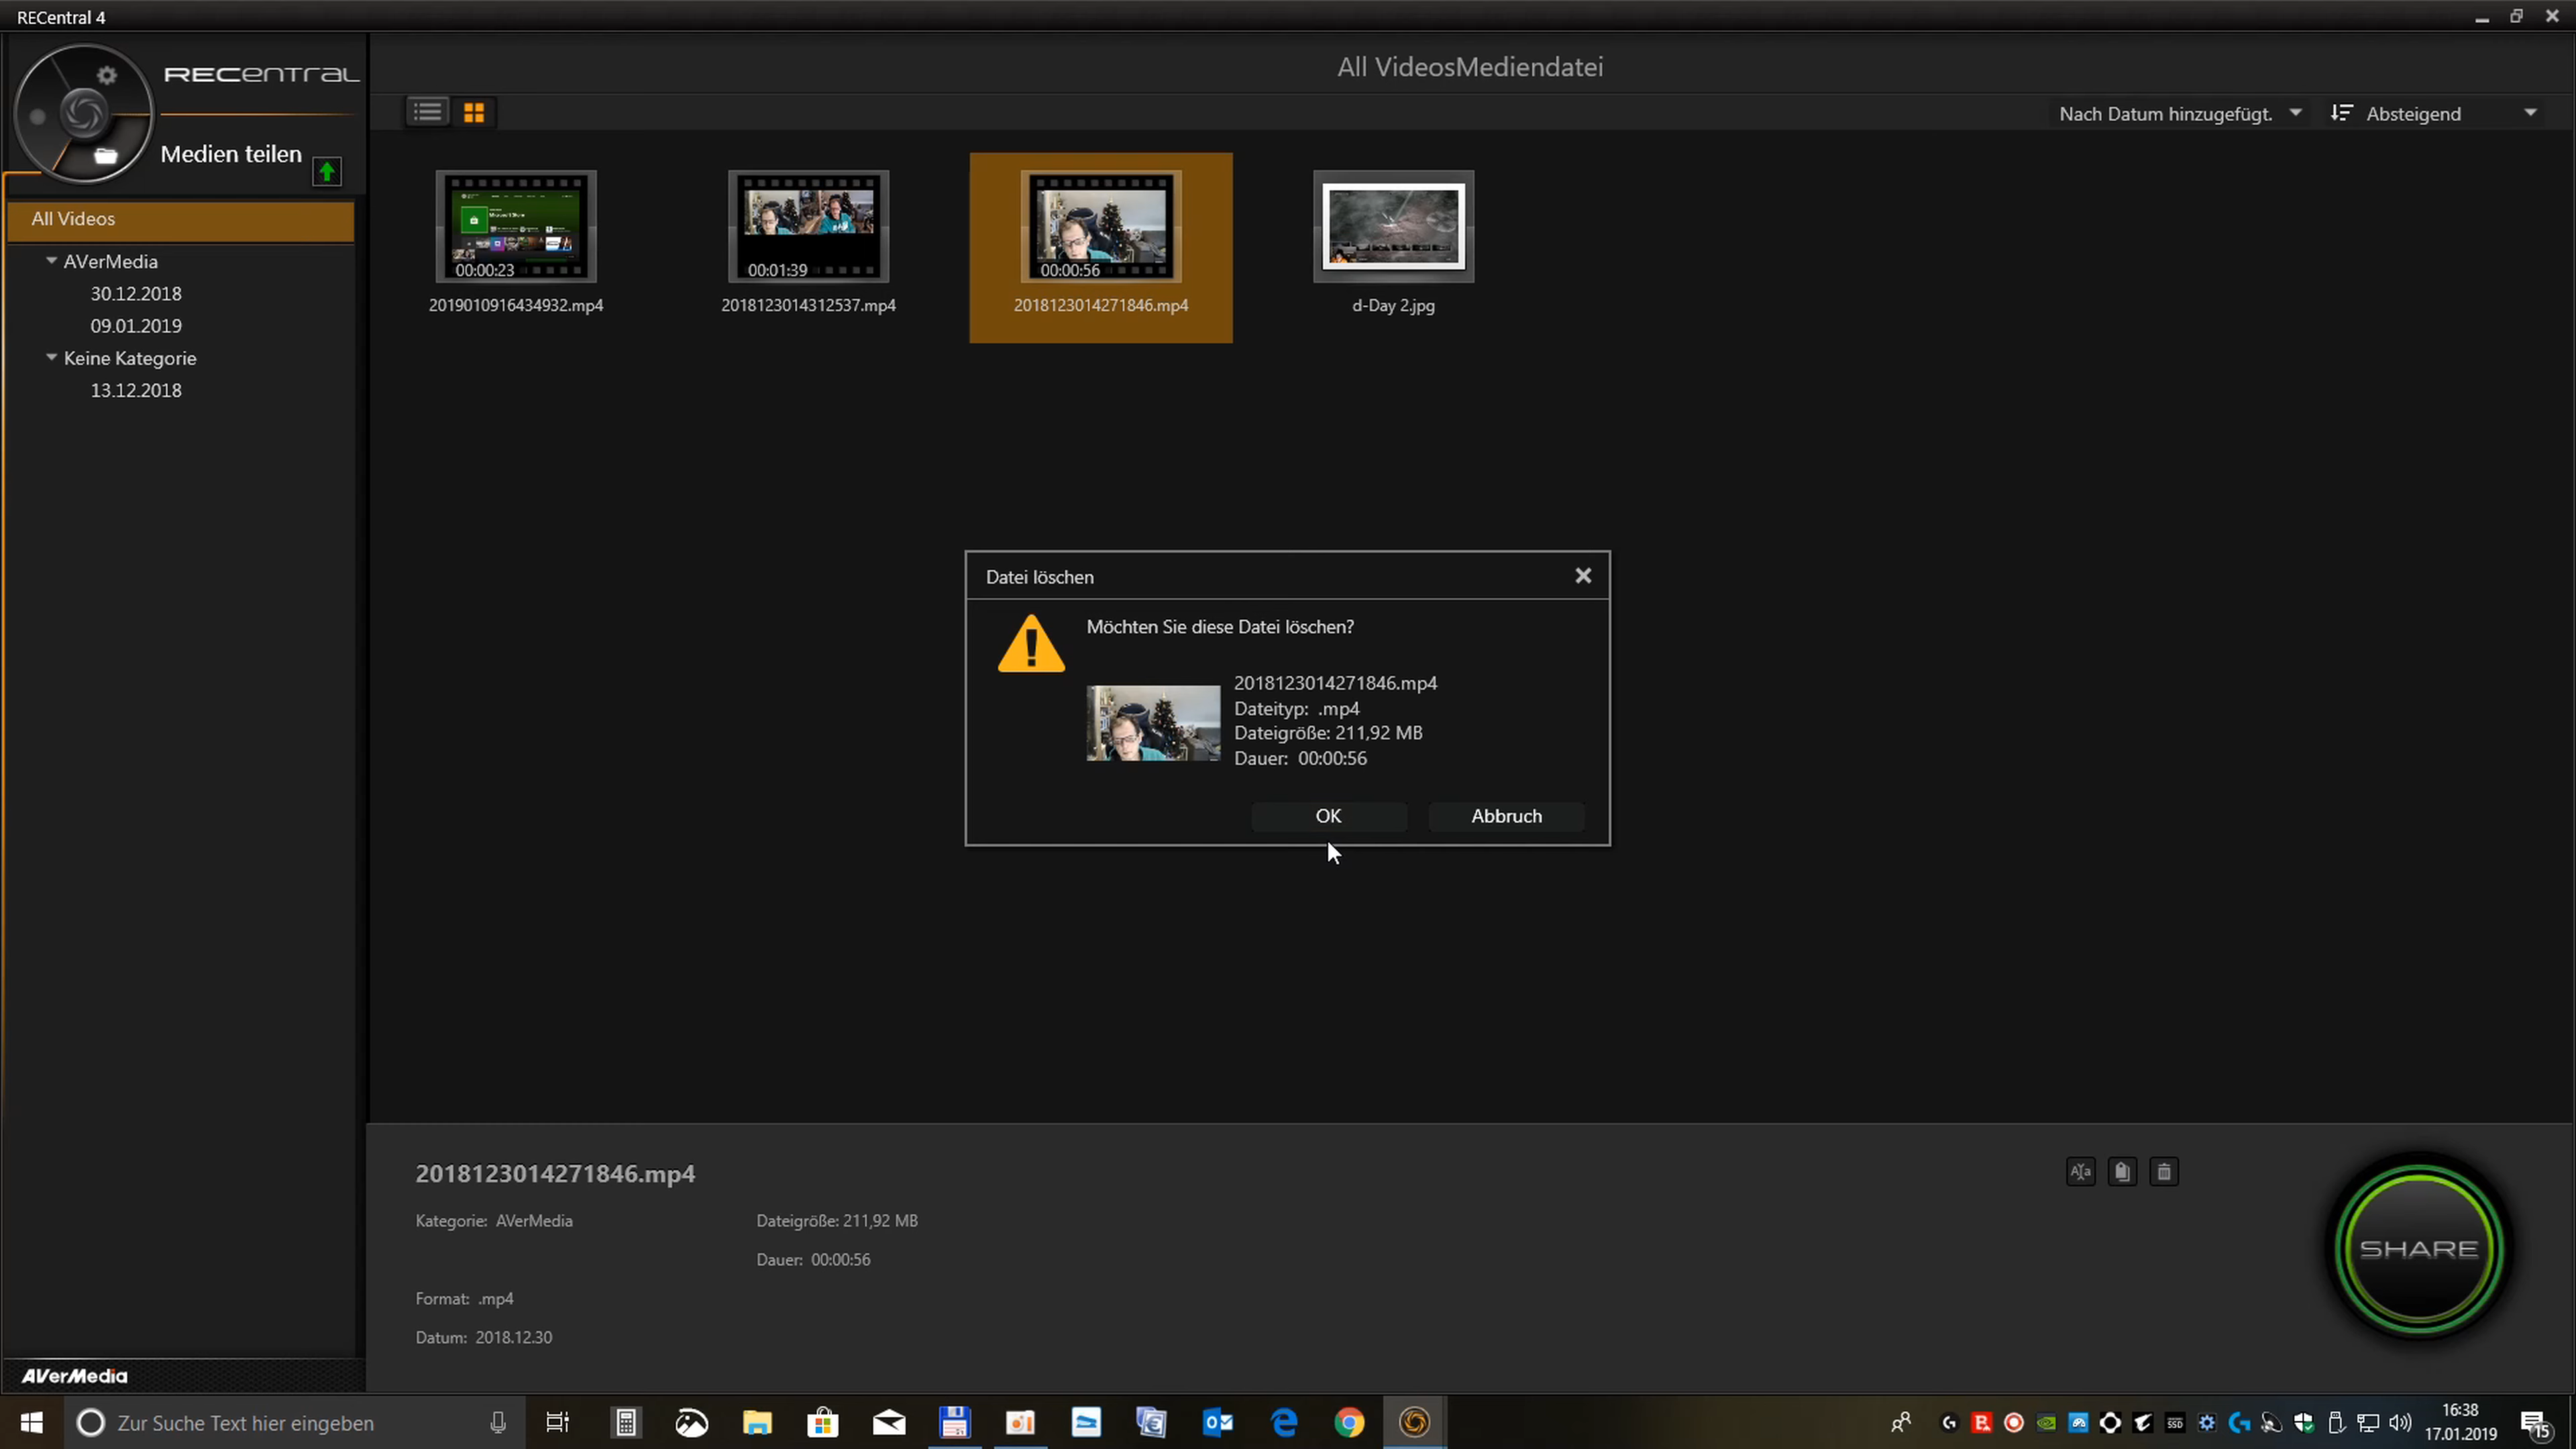 RECentral 4
RECentral
Medien teilen
All VideosMediendatei
Nach Datum hinzugefügt.
Absteigend
All Videos
AVerMedia
30.12.2018
09.01.2019
Keine Kategorie
13.12.2018
00:00:23
2019010916434932.mp4
00:01:39
2018123014312537.mp4
00:00:56
2018123014271846.mp4
d-Day 2.jpg
Datei löschen
Möchten Sie diese Datei löschen?
2018123014271846.mp4
Dateityp: .mp4
Dateigröße: 211,92 MB
Dauer: 00:00:56
OK
Abbruch
2018123014271846.mp4
Kategorie: AVerMedia
Dateigröße: 211,92 MB
Dauer: 00:00:56
Format: .mp4
Datum: 2018.12.30
SHARE
AVerMedia
Zur Suche Text hier eingeben
SSD
16:38
17.01.2019
15